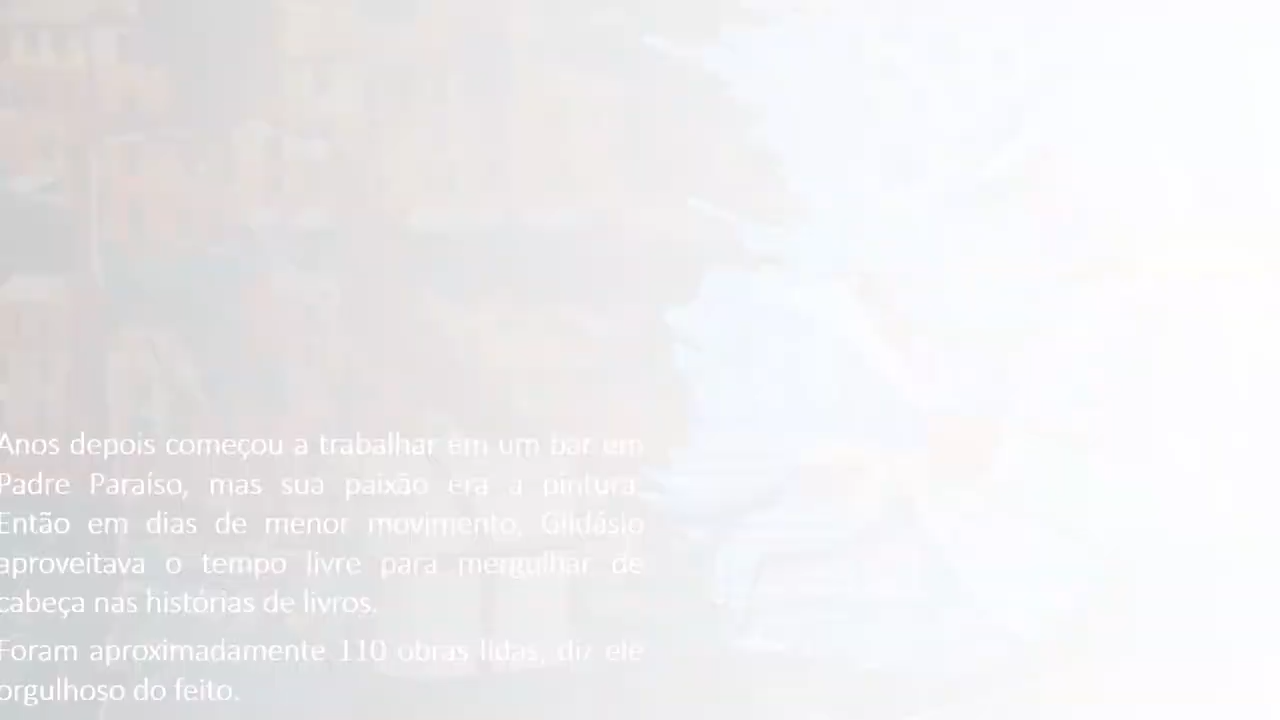 Anos depois começou a trabalhar em um bar em
Padre Paraíso, mas sua paixão era a pintura.
Então em dias de menor movimento, Gildásio
aproveitava o tempo livre para mergulhar de
cabeça nas histórias de livros.
Foram aproximadamente 110 obras lidas, diz ele
orgulhoso do feito.